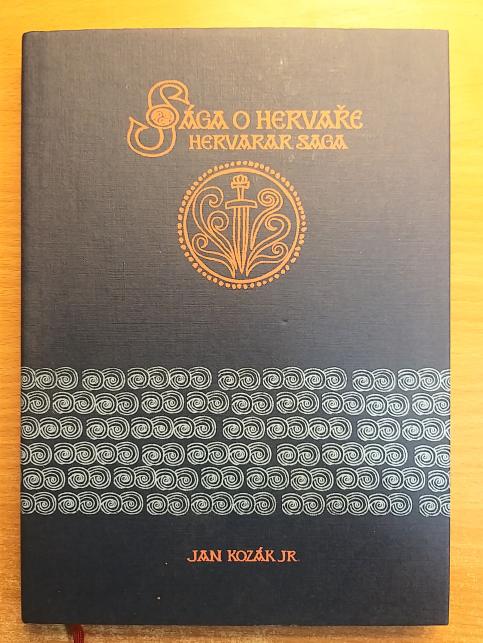 SÁGA O HERVAŘE
HERVARAR SAGA
JAN KOZÁK JR.